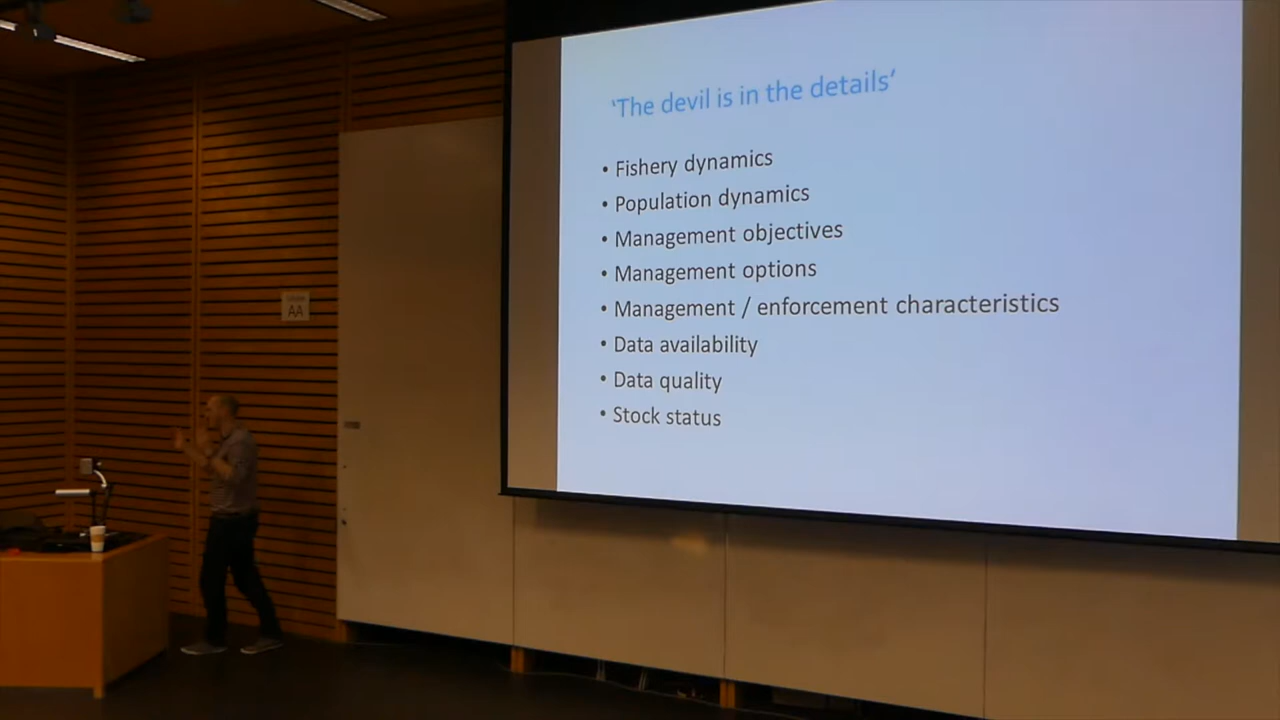 'The devil is in the details'
• Fishery dynamics
• Population dynamics
• Management objectives
• Management options
• Management / enforcement characteristics
• Data availability
• Data quality
• Stock status
AA